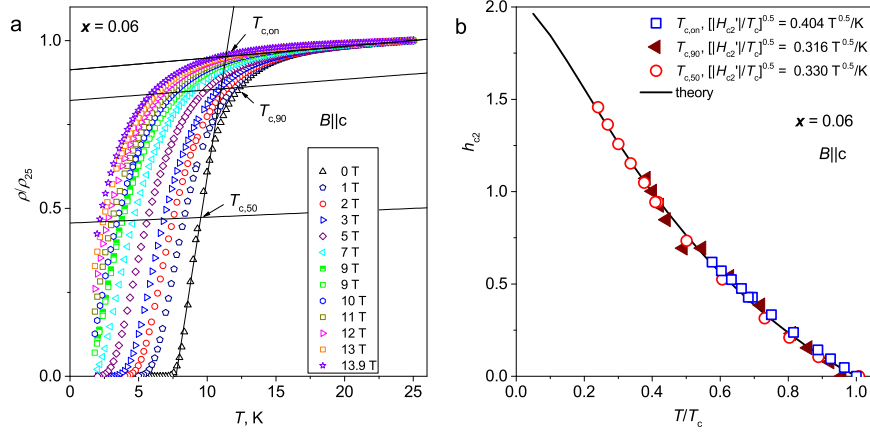 a
x = 0.06
T_c,on
T_c,90
B||c
T_c,50
0 T
1 T
2 T
3 T
5 T
7 T
9 T
9 T
10 T
11 T
12 T
13 T
13.9 T
1.0
0.5
0.0
ρ/ρ_25
0 5 10 15 20 25
T, K
b
T_c,on, [|H_c2'|/T_c]^0.5 = 0.404 T^0.5/K
T_c,90, [|H_c2'|/T_c]^0.5 = 0.316 T^0.5/K
T_c,50, [|H_c2'|/T_c]^0.5 = 0.330 T^0.5/K
theory
x = 0.06
B||c
2.0
1.5
1.0
0.5
0.0
h_c2
0.0 0.2 0.4 0.6 0.8 1.0
T/T_c